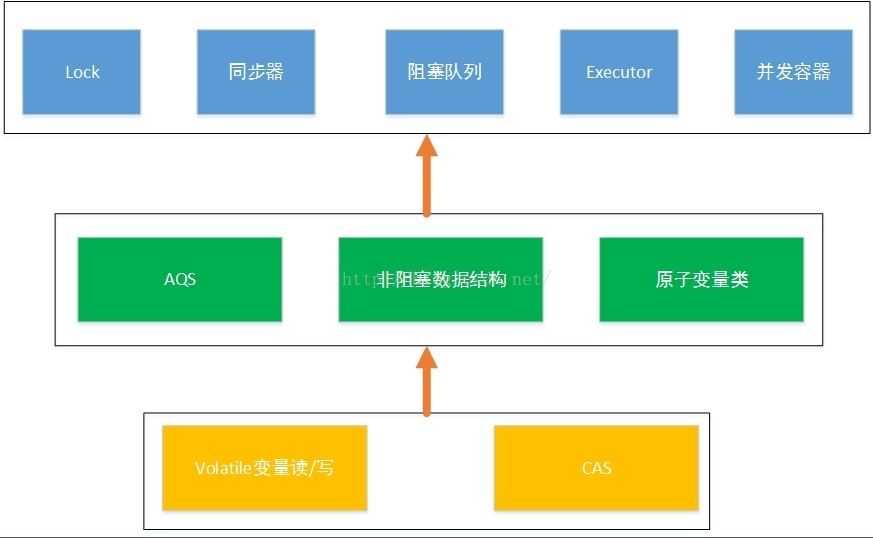 Lock
同步器
阻塞队列
Executor
并发容器
AQS
非阻塞数据结构
原子变量类
Volatile变量读/写
CAS